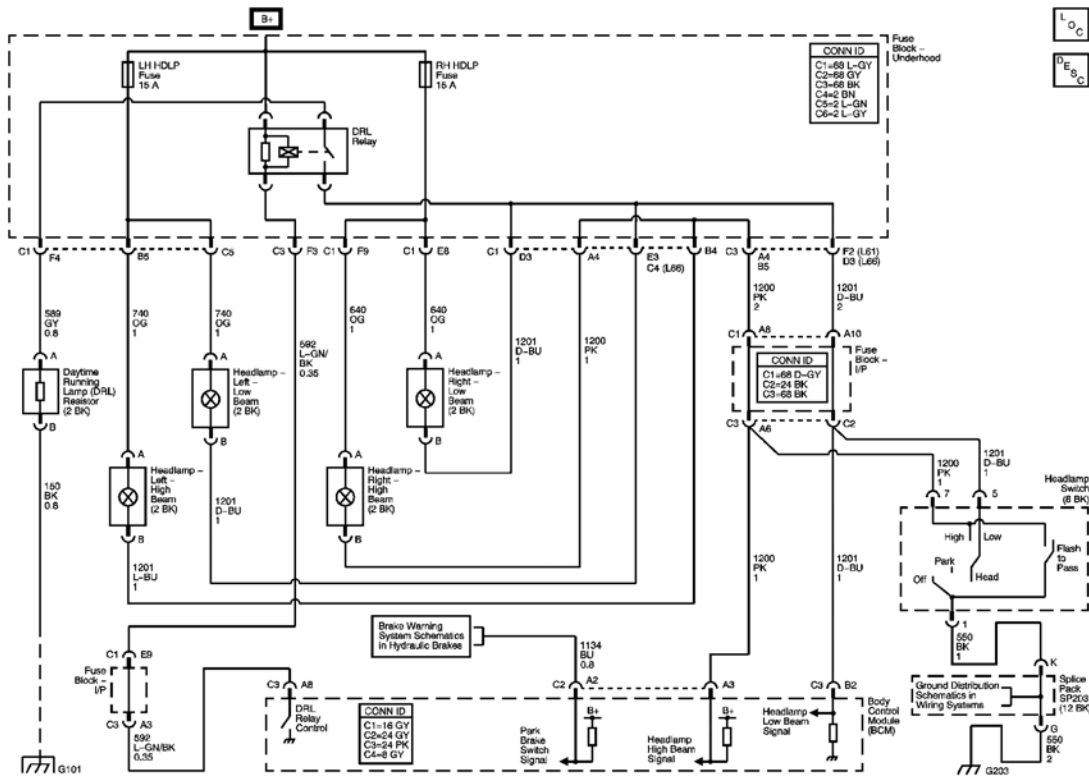 B+
L
O
C
D
E
S
C
Fuse
Block –
Underhood
LH HDLP
Fuse
15 A
RH HDLP
Fuse
15 A
CONN ID
C1=68 L-GY
C2=68 GY
C3=68 BK
C4=2 BN
C5=2 L-GN
C6=2 L-GY
DRL
Relay
C1 F4
B5
C5
C3 F3
C1 F9
C1 E6
C1 D3
A4
E3
C4 (L66)
B4
C3 A4
B5
F2 (L61)
D3 (L66)
589
GY
0.8
740
OG
1
740
OG
1
592
L-GN/
BK
0.35
640
OG
1
640
OG
1
1201
D-BU
1
1200
PK
1
1200
PK
2
1201
D-BU
2
C1 A8
A10
Fuse
Block –
I/P
CONN ID
C1=68 D-GY
C2=24 BK
C3=68 BK
C3 A6
C2
A
Daytime
Running
Lamp (DRL)
Resistor
(2 BK)
B
A
Headlamp –
Left –
Low
Beam
(2 BK)
B
A
Headlamp –
Right –
Low
Beam
(2 BK)
B
A
Headlamp –
Left –
High
Beam
(2 BK)
B
A
Headlamp –
Right –
High
Beam
(2 BK)
B
150
BK
0.8
1201
D-BU
1
1201
L-BU
1
1200
PK
1
1201
D-BU
1
1200
PK
1
1201
D-BU
1
7
5
Headlamp
Switch
(8 BK)
High
Low
Park
Off
Head
Flash
to
Pass
1
550
BK
1
K
Ground Distribution
Schematics in
Wiring Systems
Splice
Pack
SP203
(12 BK)
G
550
BK
2
G203
Brake Warning
System Schematics
in Hydraulic Brakes
1134
BU
0.8
C1 E9
Fuse
Block –
I/P
C3 A3
592
L-GN/BK
0.35
G101
C3 A8
C2 A2
A3
C3 B2
DRL
Relay
Control
CONN ID
C1=16 GY
C2=24 GY
C3=24 PK
C4=8 GY
Park
Brake
Switch
Signal
B+
Headlamp
High Beam
Signal
B+
Headlamp
Low Beam
Signal
Body
Control
Module
(BCM)